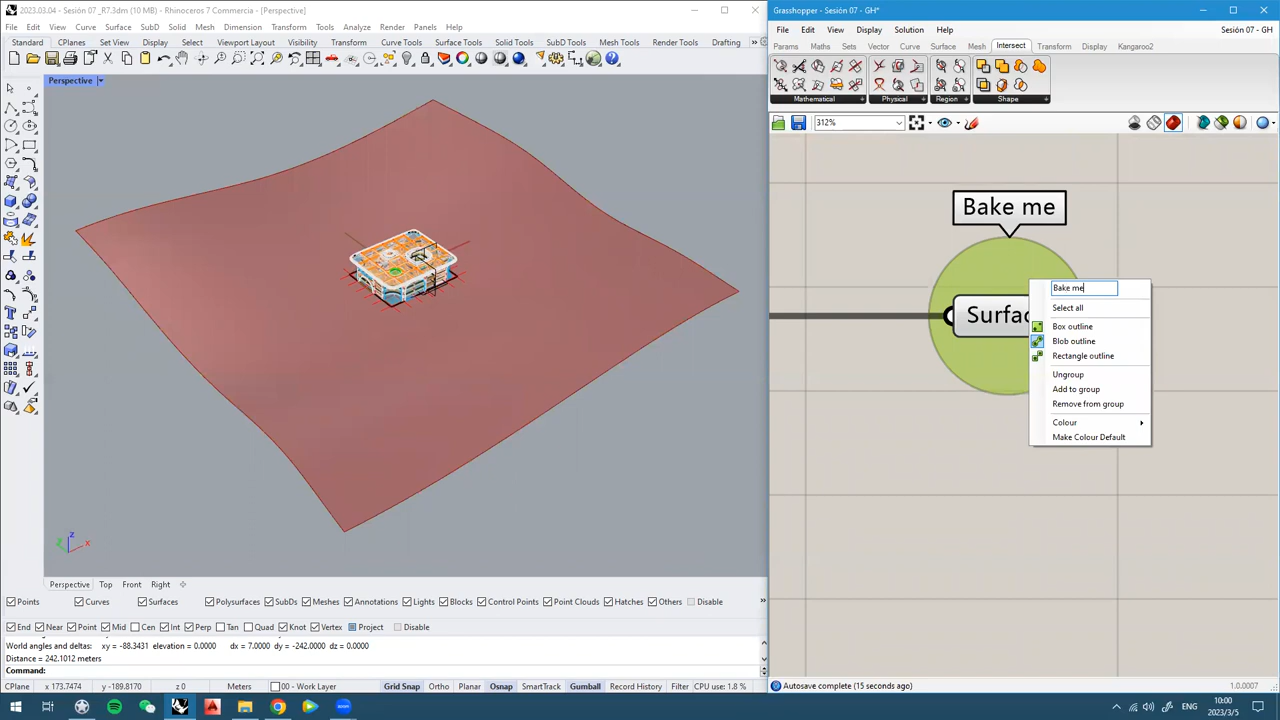 2023.03.04 - Sesión 07_R7.3dm (10 MB) - Rhinoceros 7 Commercia - [Perspective]
File Edit View Curve Surface SubD Solid Mesh Dimension Transform Tools Analyze Render Panels Help
Standard CPlanes Set View Display Select Viewport Layout Visibility Transform Curve Tools Surface Tools Solid Tools SubD Tools Mesh Tools Render Tools Drafting
Perspective
z
x
y
Perspective Top Front Right
Points Curves Surfaces Polysurfaces SubDs Meshes Annotations Lights Blocks Control Points Point Clouds Hatches Others Disable
End Near Point Mid Cen Int Perp Tan Quad Knot Vertex Project Disable
World angles and deltas: xy = -88.3431 elevation = 0.0000 dx = 7.0000 dy = -242.0000 dz = 0.0000
Distance = 242.1012 meters
Command:
CPlane x 173.7474 y -189.8170 z 0 Meters 00 - Work Layer Grid Snap Ortho Planar Osnap SmartTrack Gumball Record History Filter CPU use: 1.8 %
Grasshopper - Sesión 07 - GH*
File Edit View Display Solution Help Sesión 07 - GH*
Params Maths Sets Vector Curve Surface Mesh Intersect Transform Display Kangaroo2
Mathematical Physical Region Shape
312%
Bake me
Surfac
Bake me
Select all
Box outline
Blob outline
Rectangle outline
Ungroup
Add to group
Remove from group
Colour
Make Colour Default
Autosave complete (15 seconds ago) 1.0.0007
ENG 10:00
2023/3/5